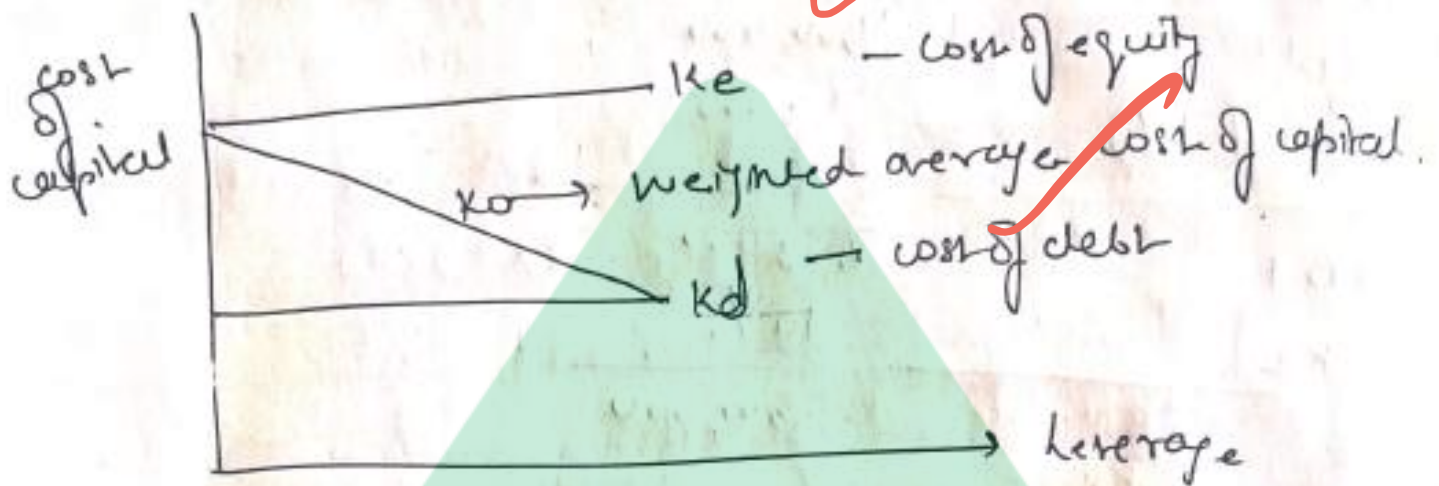 cost of capital
Ke - cost of equity
Ko → weighted average cost of capital.
Kd - cost of debt
Leverage